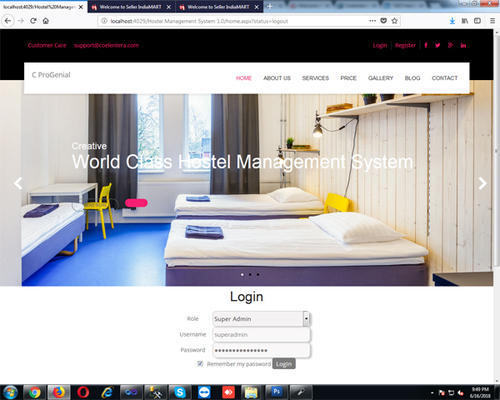 localhost:4029/Hostel%20Manage
Welcome to Seller IndiaMART
Welcome to Seller IndiaMART
localhost:4029/Hostel Management System 1.0/home.aspx?status=logout
Customer Care support@coelentera.com
Login Register
C ProGenial
HOME ABOUT US SERVICES PRICE GALLERY BLOG CONTACT
Creative
World Class Hostel Management System
Login
Role Super Admin
Username superadmin
Password
Remember my password Login
9:49 PM
6/16/2018